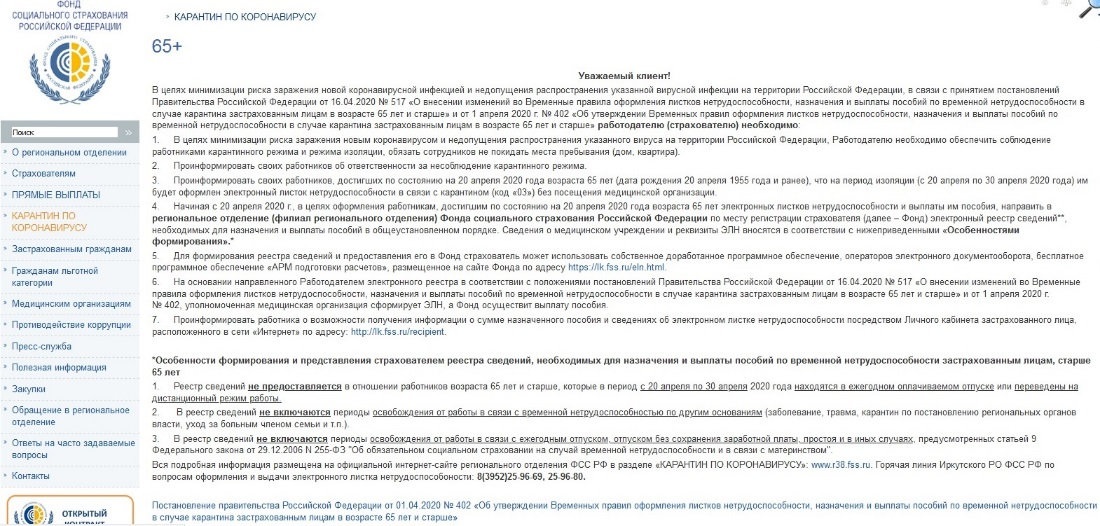 ФОНД
СОЦИАЛЬНОГО СТРАХОВАНИЯ
РОССИЙСКОЙ ФЕДЕРАЦИИ
Поиск
О региональном отделении
Страхователям
ПРЯМЫЕ ВЫПЛАТЫ
КАРАНТИН ПО
КОРОНАВИРУСУ
Застрахованным гражданам
Гражданам льготной
категории
Медицинским организациям
Противодействие коррупции
Пресс-служба
Полезная информация
Закупки
Обращение в региональное
отделение
Ответы на часто задаваемые
вопросы
Контакты
ОТКРЫТЫЙ
КАРАНТИН ПО КОРОНАВИРУСУ
65+
Уважаемый клиент!
В целях минимизации риска заражения новой коронавирусной инфекцией и недопущения распространения указанной вирусной инфекции на территории Российской Федерации, в связи с принятием постановлений
Правительства Российской Федерации от 16.04.2020 № 517 «О внесении изменений во Временные правила оформления листков нетрудоспособности, назначения и выплаты пособий по временной нетрудоспособности в
случае карантина застрахованным лицам в возрасте 65 лет и старше» и от 1 апреля 2020 г. № 402 «Об утверждении Временных правил оформления листков нетрудоспособности, назначения и выплаты пособий по
временной нетрудоспособности в случае карантина застрахованным лицам в возрасте 65 лет и старше» работодателю (страхователю) необходимо:
1. В целях минимизации риска заражения новым коронавирусом и недопущения распространения указанного вируса на территории Российской Федерации, Работодателю необходимо обеспечить соблюдение
работниками карантинного режима и режима изоляции, обязать сотрудников не покидать места пребывания (дом, квартира).
2. Проинформировать своих работников об ответственности за несоблюдение карантинного режима.
3. Проинформировать своих работников, достигших по состоянию на 20 апреля 2020 года возраста 65 лет (дата рождения 20 апреля 1955 года и ранее), что на период изоляции (с 20 апреля по 30 апреля 2020 года) им
будет оформлен электронный листок нетрудоспособности в связи с карантином (код «03») без посещения медицинской организации.
4. Начиная с 20 апреля 2020 г., в целях оформления работникам, достигшим по состоянию на 20 апреля 2020 года возраста 65 лет электронных листков нетрудоспособности и выплаты им пособия, направить в
региональное отделение (филиал регионального отделения) Фонда социального страхования Российской Федерации по месту регистрации страхователя (далее – Фонд) электронный реестр сведений**,
необходимых для назначения и выплаты пособий в общеустановленном порядке. Сведения о медицинском учреждении и реквизиты ЭЛН вносятся в соответствии с нижеприведенными «Особенностями
формирования».*
5. Для формирования реестра сведений и предоставления его в Фонд страхователь может использовать собственное доработанное программное обеспечение, операторов электронного документооборота, бесплатное
программное обеспечение «АРМ подготовки расчетов», размещенное на сайте Фонда по адресу https://lk.fss.ru/eln.html.
6. На основании направленного Работодателем электронного реестра в соответствии с положениями постановлений Правительства Российской Федерации от 16.04.2020 № 517 «О внесении изменений во Временные
правила оформления листков нетрудоспособности, назначения и выплаты пособий по временной нетрудоспособности в случае карантина застрахованным лицам в возрасте 65 лет и старше» и от 1 апреля 2020 г.
№ 402, уполномоченная медицинская организация сформирует ЭЛН, а Фонд осуществит выплату пособия.
7. Проинформировать работника о возможности получения информации о сумме назначенного пособия и сведениях об электронном листке нетрудоспособности посредством Личного кабинета застрахованного лица,
расположенного в сети «Интернет» по адресу: http://lk.fss.ru/recipient.
*Особенности формирования и представления страхователем реестра сведений, необходимых для назначения и выплаты пособий по временной нетрудоспособности застрахованным лицам, старше
65 лет
1. Реестр сведений не предоставляется в отношении работников возраста 65 лет и старше, которые в период с 20 апреля по 30 апреля 2020 года находятся в ежегодном оплачиваемом отпуске или переведены на
дистанционный режим работы.
2. В реестр сведений не включаются периоды освобождения от работы в связи с временной нетрудоспособностью по другим основаниям (заболевание, травма, карантин по постановлению региональных органов
власти, уход за больным членом семьи и т.п.).
3. В реестр сведений не включаются периоды освобождения от работы в связи с ежегодным отпуском, отпуском без сохранения заработной платы, простоя и в иных случаях, предусмотренных статьей 9
Федерального закона от 29.12.2006 N 255-ФЗ "Об обязательном социальном страховании на случай временной нетрудоспособности и в связи с материнством".
Вся подробная информация размещена на официальной интернет-сайте регионального отделения ФСС РФ в разделе «КАРАНТИН ПО КОРОНАВИРУСУ»: www.r38.fss.ru. Горячая линия Иркутского РО ФСС РФ по
вопросам оформления и выдачи электронного листка нетрудоспособности: 8(3952)25-96-69, 25-96-80.
Постановление правительства Российской Федерации от 01.04.2020 № 402 «Об утверждении Временных правил оформления листков нетрудоспособности, назначения и выплаты пособий по временной нетрудоспособности
в случае карантина застрахованным лицам в возрасте 65 лет и старше»